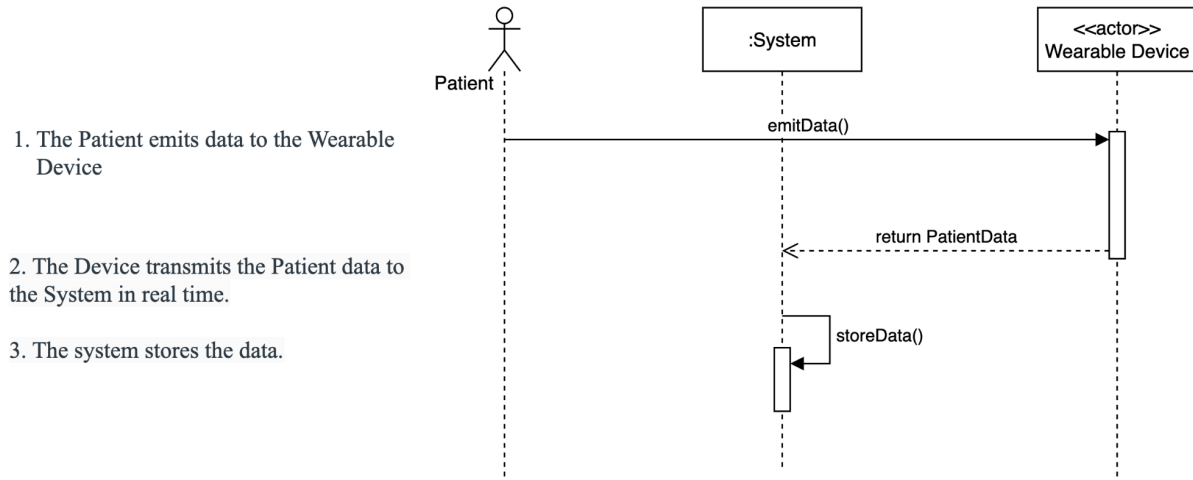 :System
<<actor>>
Wearable Device
Patient
1. The Patient emits data to the Wearable
Device
emitData()
return PatientData
2. The Device transmits the Patient data to
the System in real time.
storeData()
3. The system stores the data.